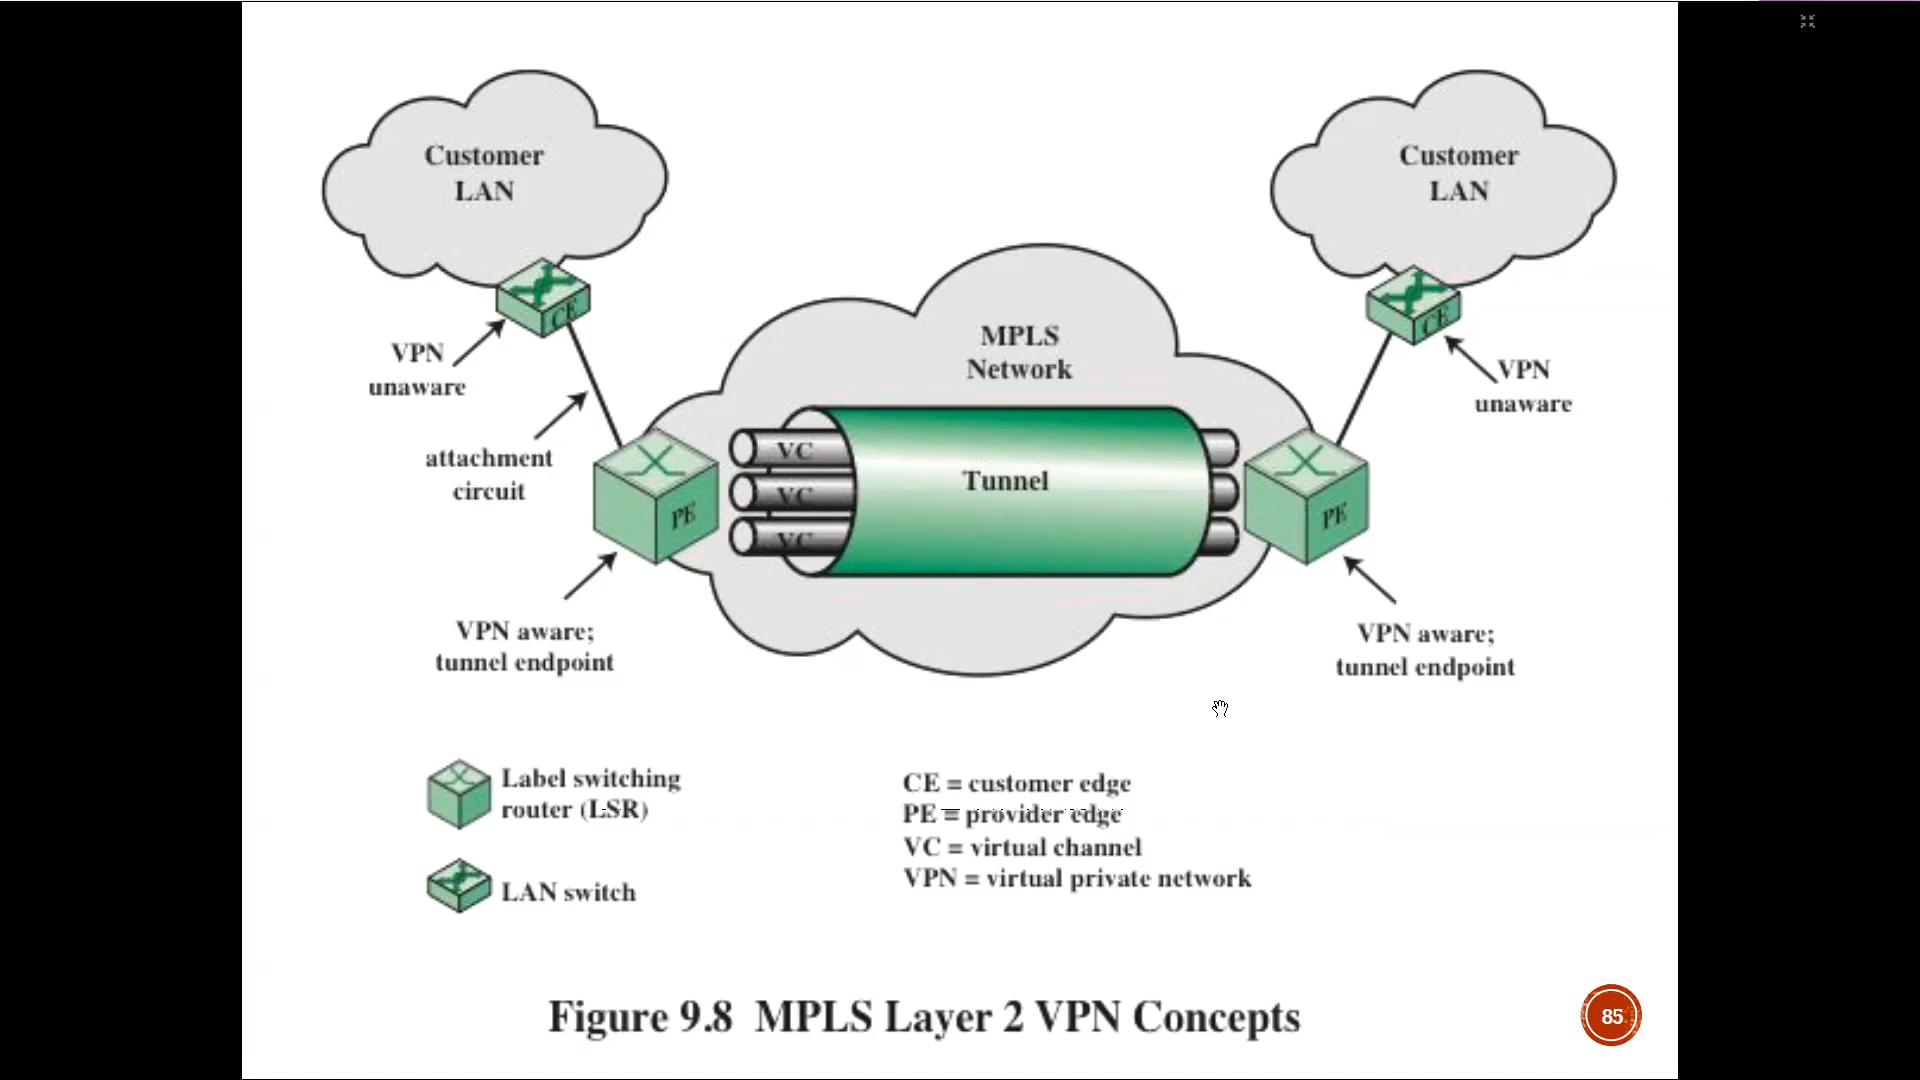 Customer
LAN
Customer
LAN
CE
CE
VPN
unaware
VPN
unaware
attachment
circuit
MPLS
Network
VC
VC
VC
Tunnel
PE
PE
VPN aware;
tunnel endpoint
VPN aware;
tunnel endpoint
Label switching
router (LSR)
LAN switch
CE = customer edge
PE = provider edge
VC = virtual channel
VPN = virtual private network
Figure 9.8 MPLS Layer 2 VPN Concepts
85